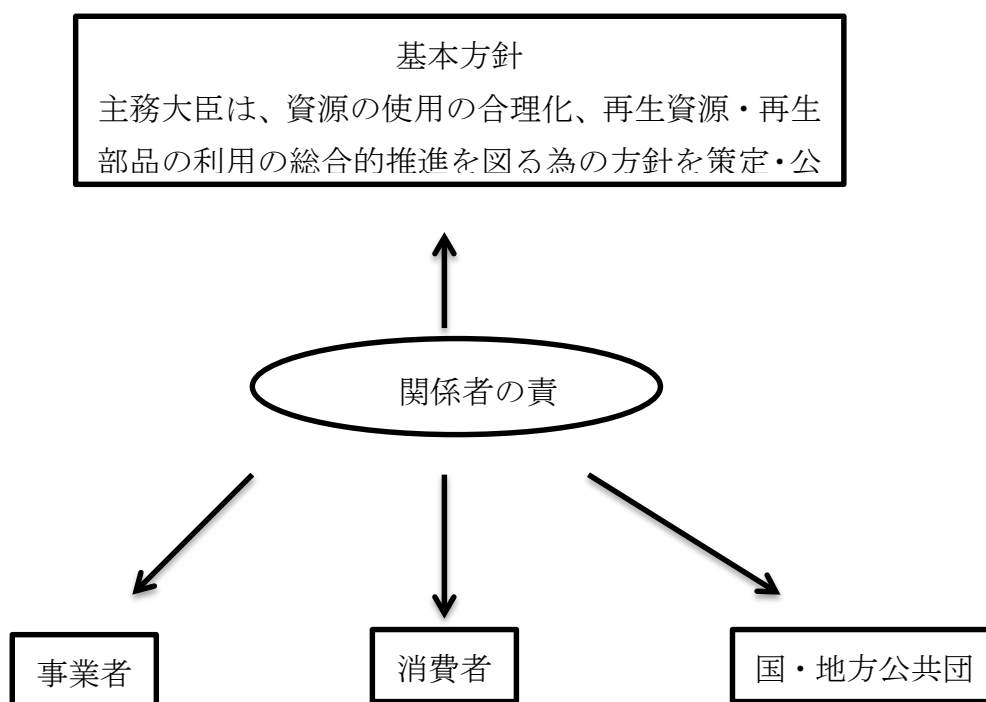 基本方針
主務大臣は、資源の使用の合理化、再生資源・再生
部品の利用の総合的推進を図る為の方針を策定・公
関係者の責
事業者
消費者
国・地方公共団